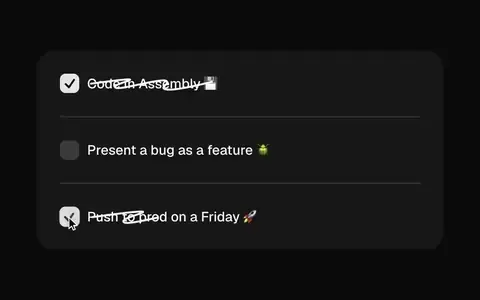 Code in Assembly 💾
Present a bug as a feature 🪲
Push to prod on a Friday 🚀